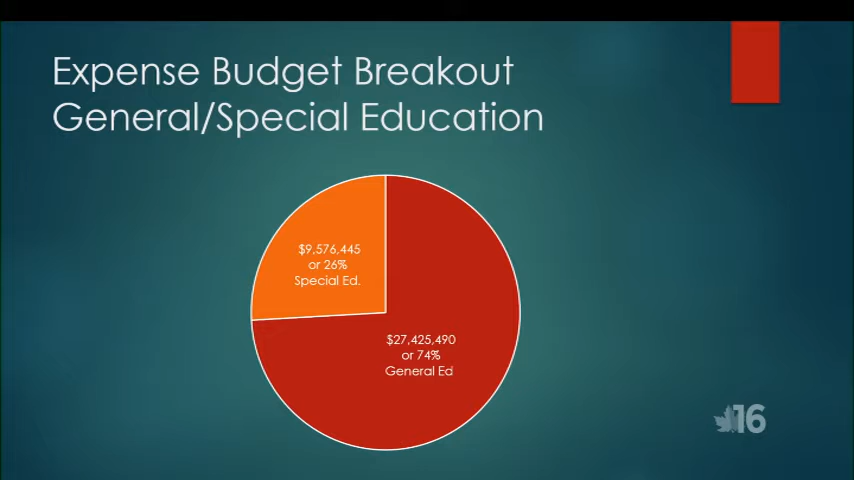 Expense Budget Breakout
General/Special Education
$9,576,445
or 26%
Special Ed.
$27,425,490
or 74%
General Ed
16